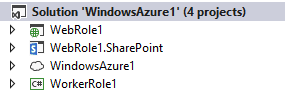 Solution 'WindowsAzure1' (4 projects)
WebRole1
WebRole1.SharePoint
WindowsAzure1
C# WorkerRole1